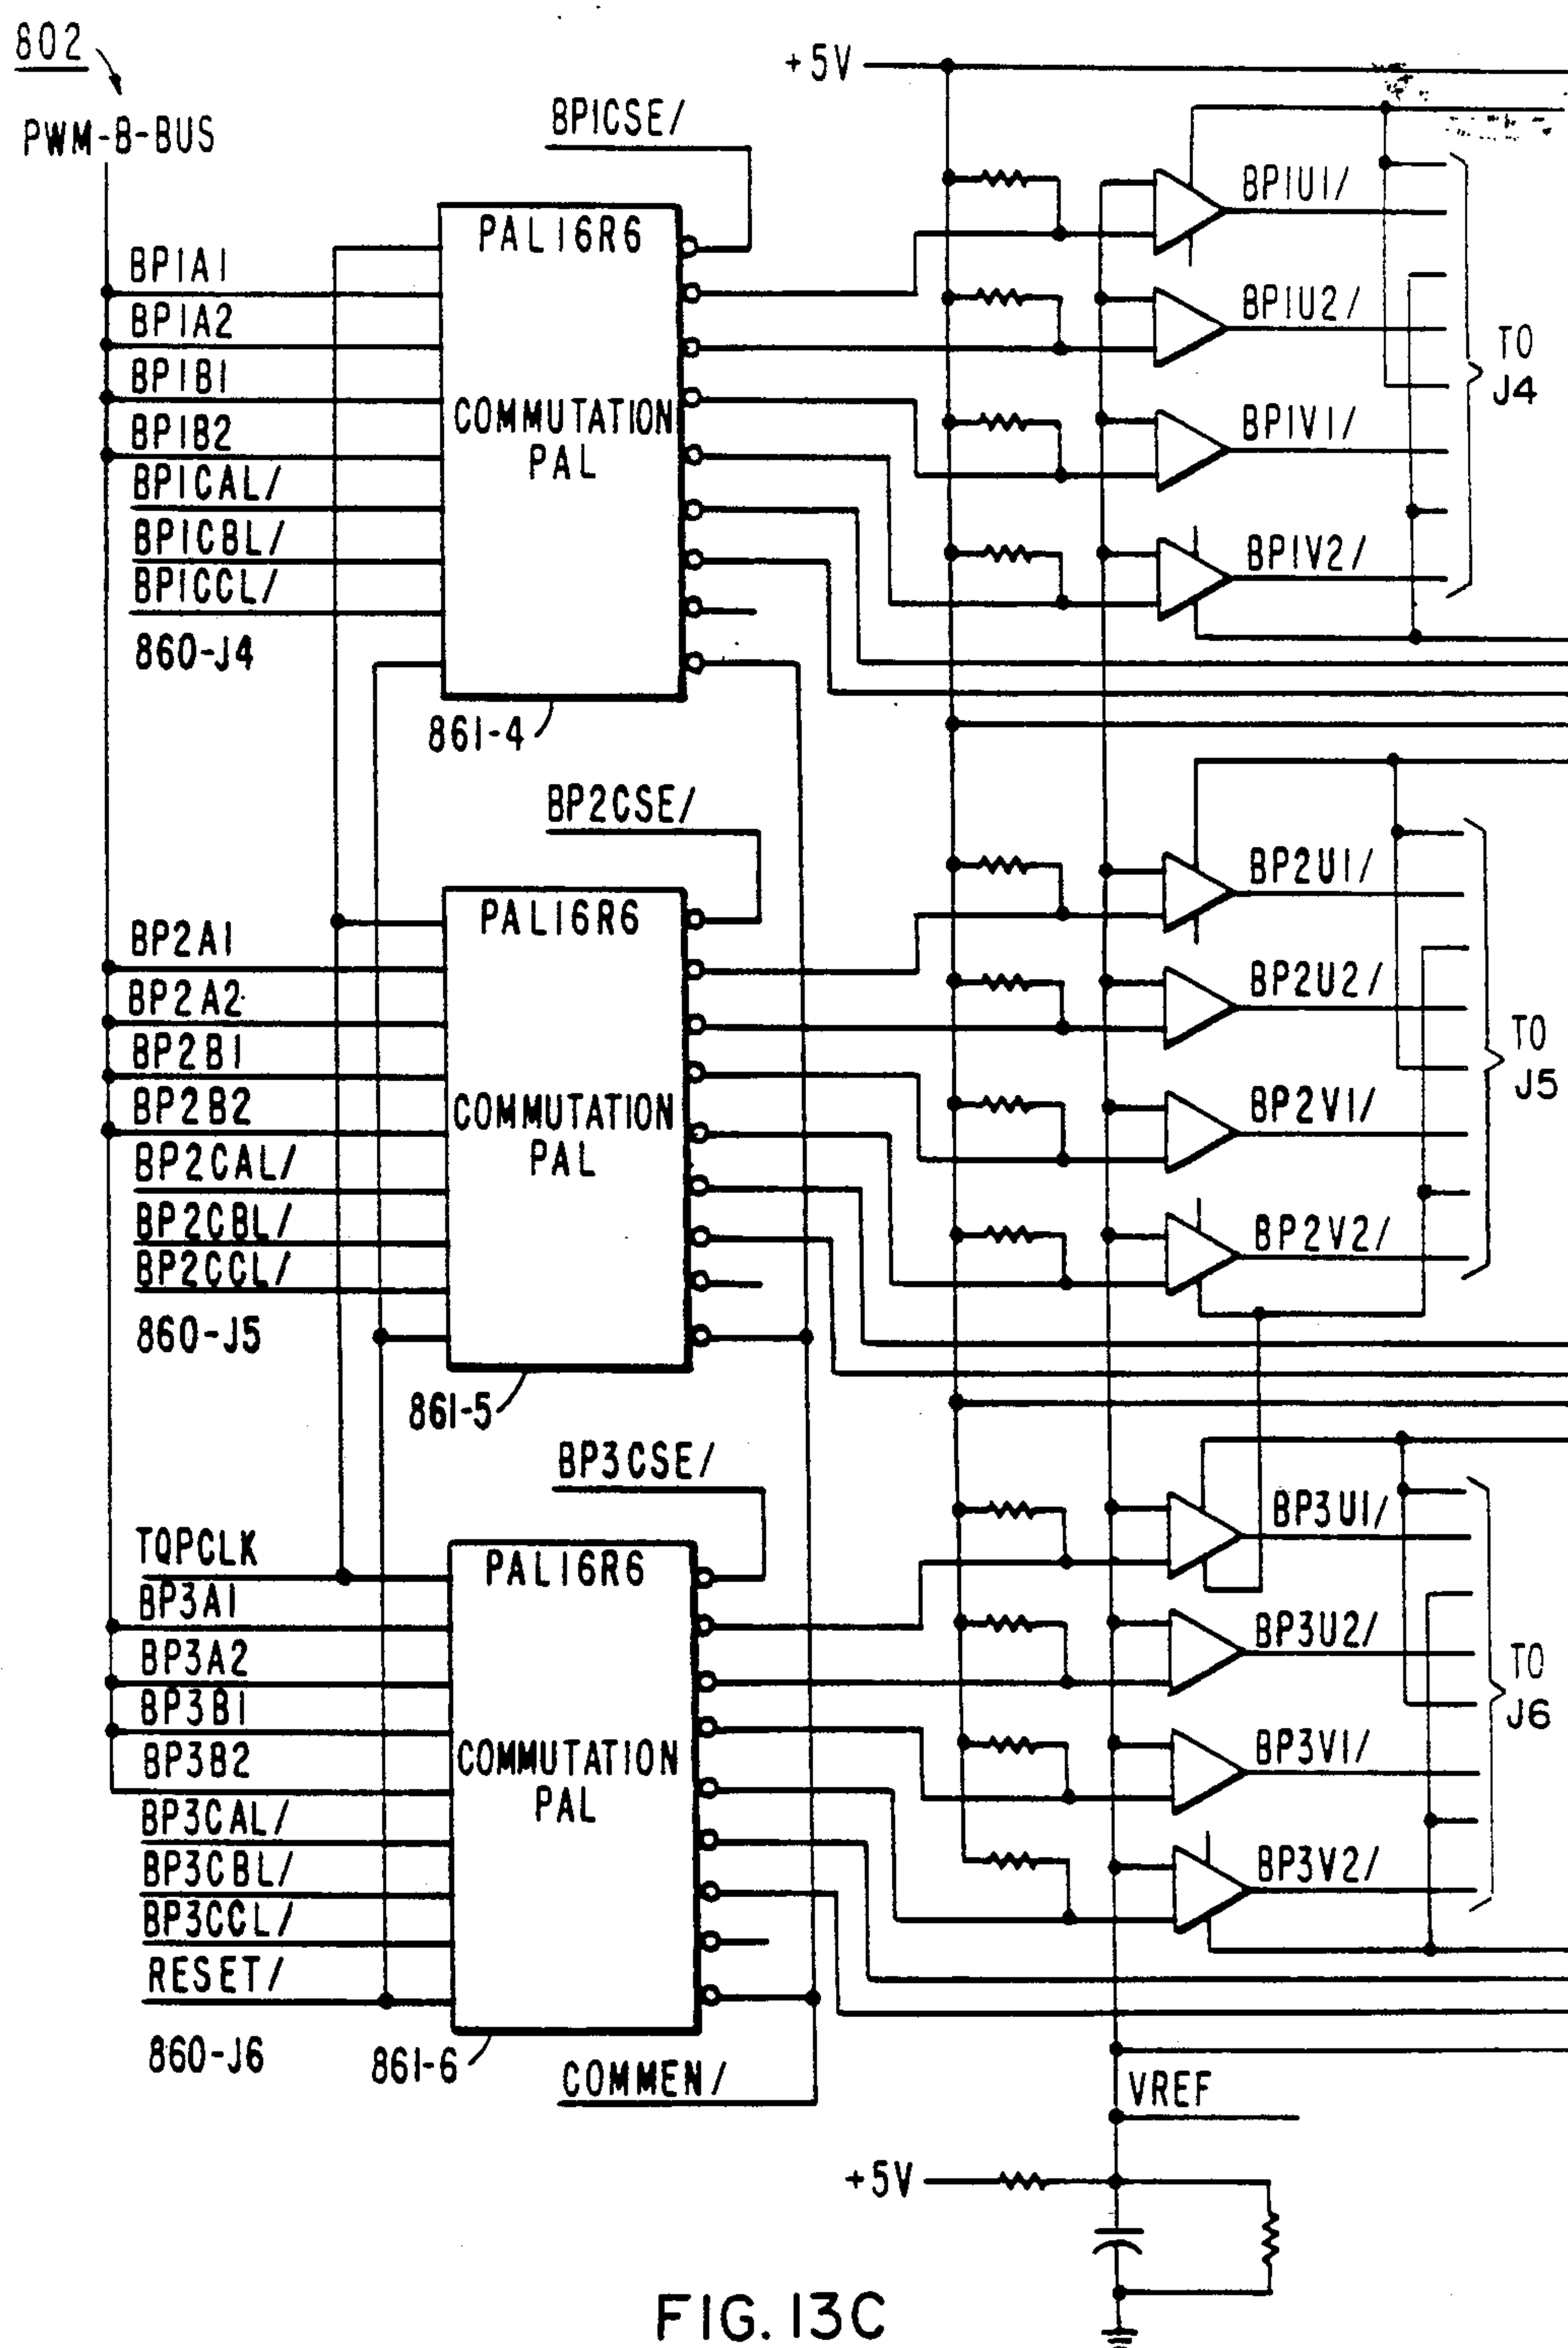 802
PWM-B-BUS
+5V
BP1CSE/
PAL16R6
COMMUTATION
PAL
BP1A1
BP1A2
BP1B1
BP1B2
BP1CAL/
BP1CBL/
BP1CCL/
860-J4
861-4
BP1U1/
BP1U2/
BP1V1/
BP1V2/
TO
J4
BP2CSE/
PAL16R6
COMMUTATION
PAL
BP2A1
BP2A2
BP2B1
BP2B2
BP2CAL/
BP2CBL/
BP2CCL/
860-J5
861-5
BP2U1/
BP2U2/
BP2V1/
BP2V2/
TO
J5
BP3CSE/
PAL16R6
COMMUTATION
PAL
TQPCLK
BP3A1
BP3A2
BP3B1
BP3B2
BP3CAL/
BP3CBL/
BP3CCL/
RESET/
860-J6
861-6
COMMEN/
BP3U1/
BP3U2/
BP3V1/
BP3V2/
TO
J6
VREF
+5V
FIG. 13C